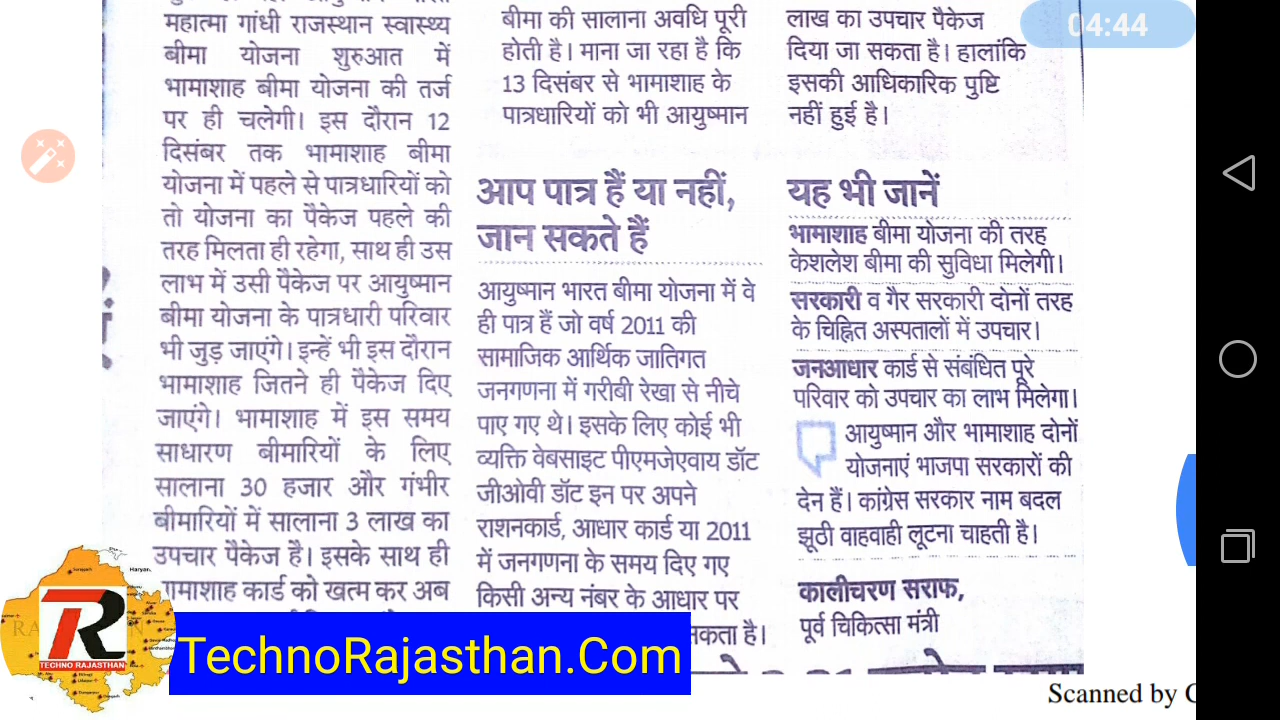 महात्मा गांधी राजस्थान स्वास्थ्य
बीमा योजना शुरुआत में
भामाशाह बीमा योजना की तर्ज
पर ही चलेगी। इस दौरान 12
दिसंबर तक भामाशाह बीमा
योजना में पहले से पात्रधारियों को
तो योजना का पैकेज पहले की
तरह मिलता ही रहेगा, साथ ही उस
लाभ में उसी पैकेज पर आयुष्मान
बीमा योजना के पात्रधारी परिवार
भी जुड़ जाएंगे। इन्हें भी इस दौरान
भामाशाह जितने ही पैकेज दिए
जाएंगे। भामाशाह में इस समय
साधारण बीमारियों के लिए
सालाना 30 हजार और गंभीर
बीमारियों में सालाना 3 लाख का
उपचार पैकेज है। इसके साथ ही
कार्ड को खत्म कर अब
बीमा की सालाना अवधि पूरी
होती है। माना जा रहा है कि
13 दिसंबर से भामाशाह के
पात्रधारियों को भी आयुष्मान
लाख का उपचार पैकेज
दिया जा सकता है। हालांकि
इसकी आधिकारिक पुष्टि
नहीं हुई है।
आप पात्र हैं या नहीं,
जान सकते हैं
आयुष्मान भारत बीमा योजना में वे
ही पात्र हैं जो वर्ष 2011 की
सामाजिक आर्थिक जातिगत
जनगणना में गरीबी रेखा से नीचे
पाए गए थे। इसके लिए कोई भी
व्यक्ति वेबसाइट पीएमजेएवाय डॉट
जीओवी डॉट इन पर अपने
राशनकार्ड, आधार कार्ड या 2011
में जनगणना के समय दिए गए
किसी अन्य नंबर के आधार पर
सकता है।
यह भी जानें
भामाशाह बीमा योजना की तरह
केशलेश बीमा की सुविधा मिलेगी।
सरकारी व गैर सरकारी दोनों तरह
के चिह्नित अस्पतालों में उपचार।
जनआधार कार्ड से संबंधित पूरे
परिवार को उपचार का लाभ मिलेगा।
आयुष्मान और भामाशाह दोनों
योजनाएं भाजपा सरकारों की
देन हैं। कांग्रेस सरकार नाम बदल
झूठी वाहवाही लूटना चाहती है।
कालीचरण सराफ,
पूर्व चिकित्सा मंत्री
04:44
TR
TECHNO RAJASTHAN
TechnoRajasthan.Com
Scanned by